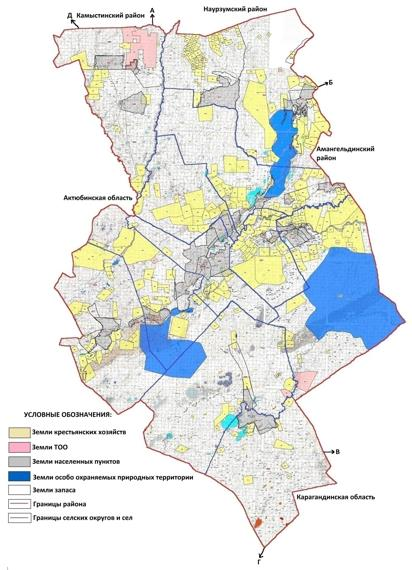 Наурзумский район
Д Камыстинский район А
Б
Амангельдинский
район
Актюбинская область
УСЛОВНЫЕ ОБОЗНАЧЕНИЯ:
Земли крестьянских хозяйств
Земли ТОО
Земли населенных пунктов
Земли особо охраняемых природных территории
Земли запаса
Границы района
Границы селских округов и сел
В
Карагандинская область
Г